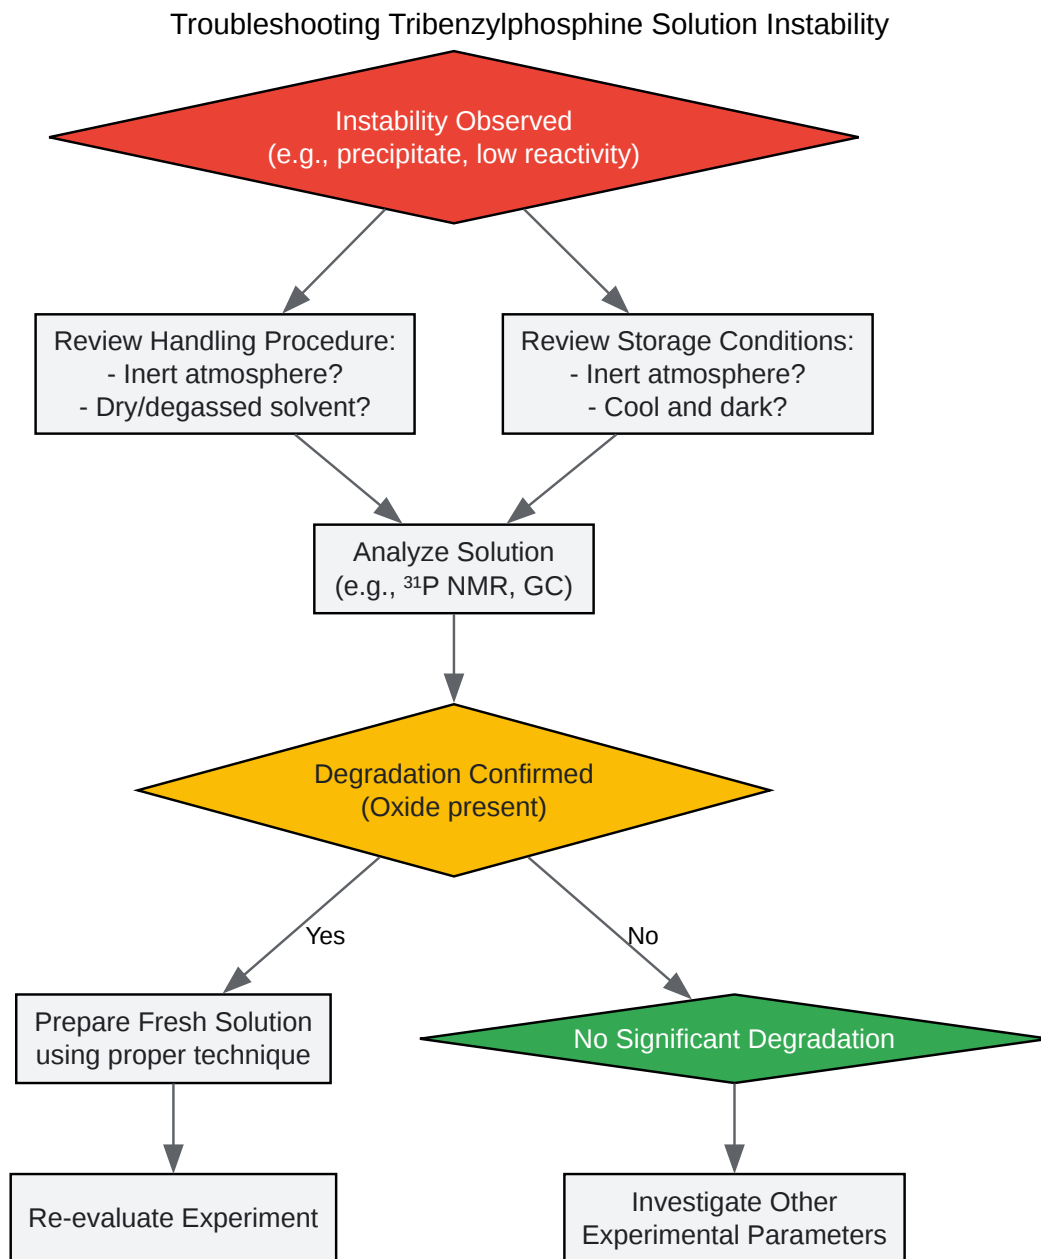 Troubleshooting Tribenzylphosphine Solution Instability
Instability Observed
(e.g., precipitate, low reactivity)
Review Handling Procedure:
- Inert atmosphere?
- Dry/degassed solvent?
Review Storage Conditions:
- Inert atmosphere?
- Cool and dark?
Analyze Solution
(e.g., ³¹P NMR, GC)
Degradation Confirmed
(Oxide present)
Yes
No
Prepare Fresh Solution
using proper technique
No Significant Degradation
Re-evaluate Experiment
Investigate Other
Experimental Parameters